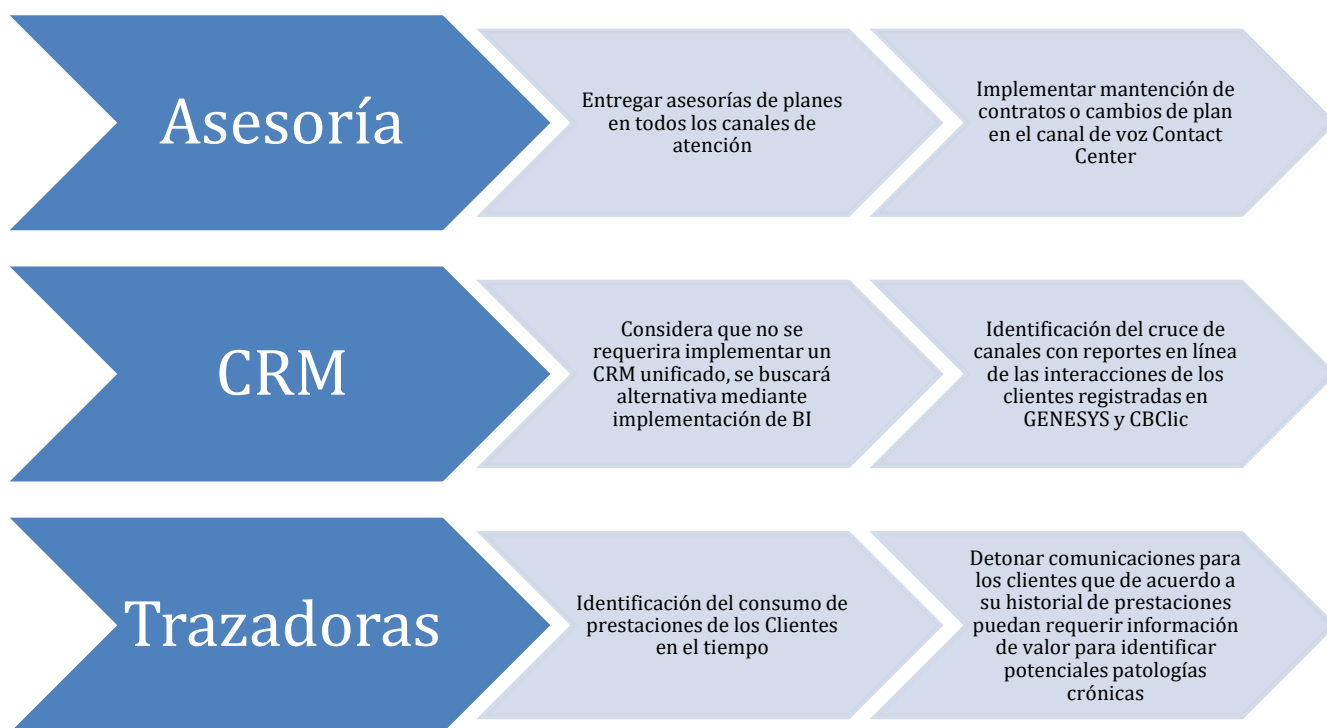 Asesoría
Entregar asesorías de planes
en todos los canales de
atención
Implementar mantención de
contratos o cambios de plan
en el canal de voz Contact
Center
CRM
Considera que no se
requerira implementar un
CRM unificado, se buscará
alternativa mediante
implementación de BI
Identificación del cruce de
canales con reportes en línea
de las interacciones de los
clientes registradas en
GENESYS y CBClic
Trazadoras
Identificación del consumo de
prestaciones de los Clientes
en el tiempo
Detonar comunicaciones para
los clientes que de acuerdo a
su historial de prestaciones
puedan requerir información
de valor para identificar
potenciales patologías
crónicas